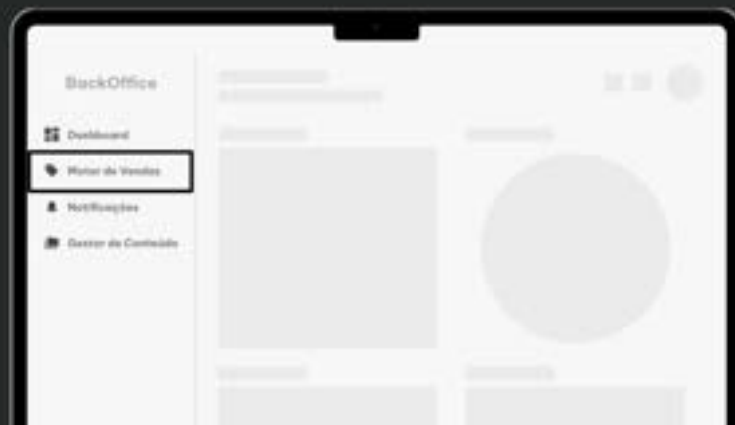 BackOffice
Dashboard
Motor de Vendas
Notificações
Gestor de Conteúdo